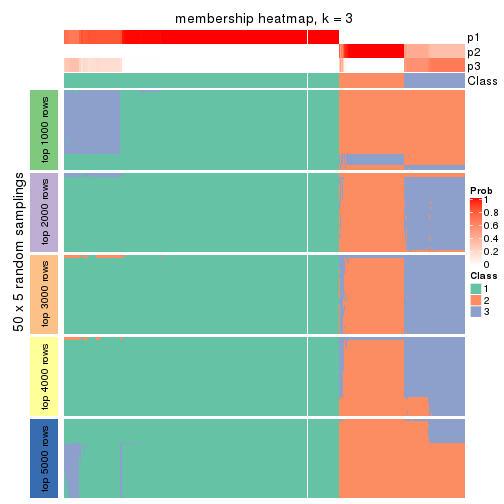 membership heatmap, k = 3
p1
p2
p3
Class
50 x 5 random samplings
top 1000 rows
top 2000 rows
top 3000 rows
top 4000 rows
top 5000 rows
Prob
1
0.8
0.6
0.4
0.2
0
Class
1
2
3